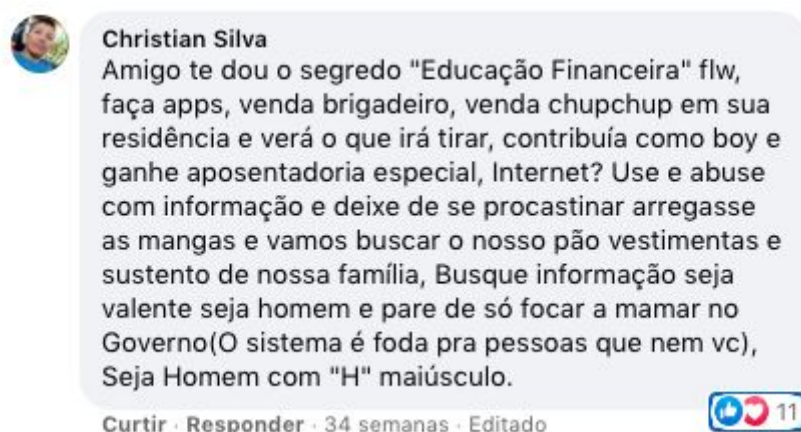 Christian Silva
Amigo te dou o segredo "Educação Financeira" flw,
faça apps, venda brigadeiro, venda chupchup em sua
residência e verá o que irá tirar, contribuía como boy e
ganhe aposentadoria especial, Internet? Use e abuse
com informação e deixe de se procastinar arregasse
as mangas e vamos buscar o nosso pão vestimentas e
sustento de nossa família, Busque informação seja
valente seja homem e pare de só focar a mamar no
Governo(O sistema é foda pra pessoas que nem vc),
Seja Homem com "H" maiúsculo.
Curtir · Responder · 34 semanas · Editado
11